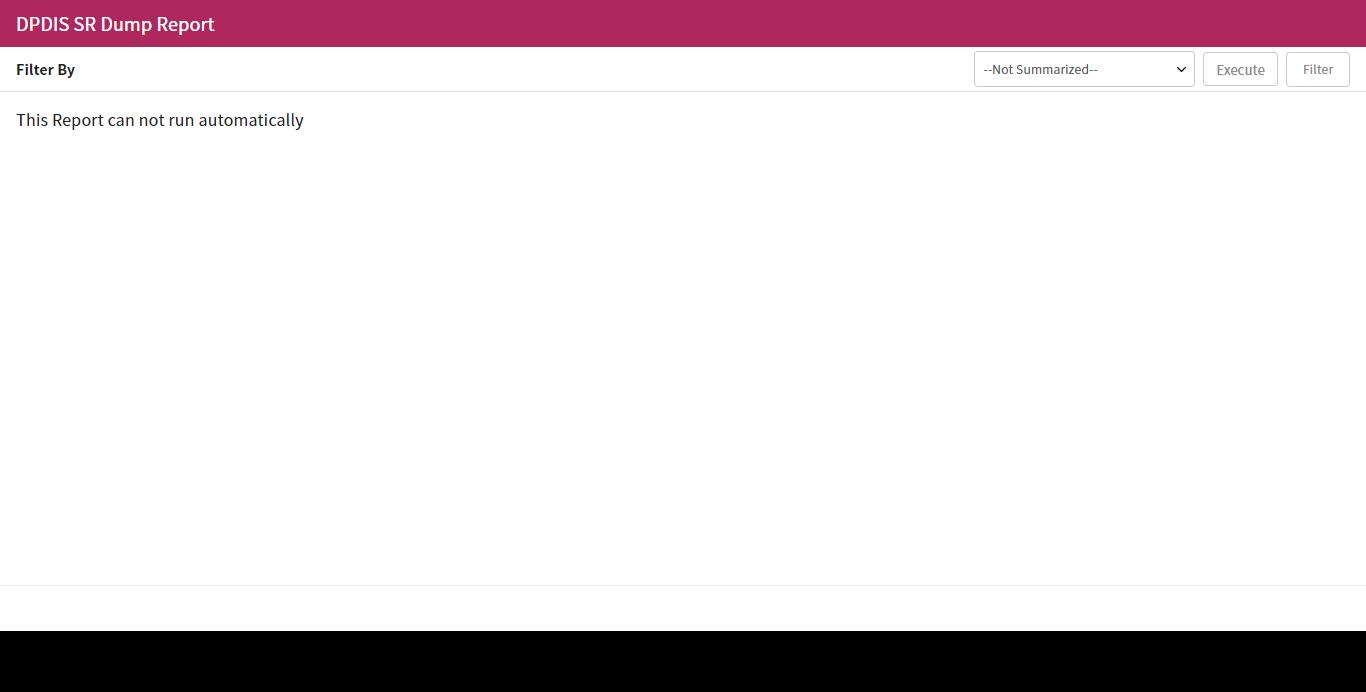 DPDIS SR Dump Report
Filter By
--Not Summarized--
Execute
Filter
This Report can not run automatically